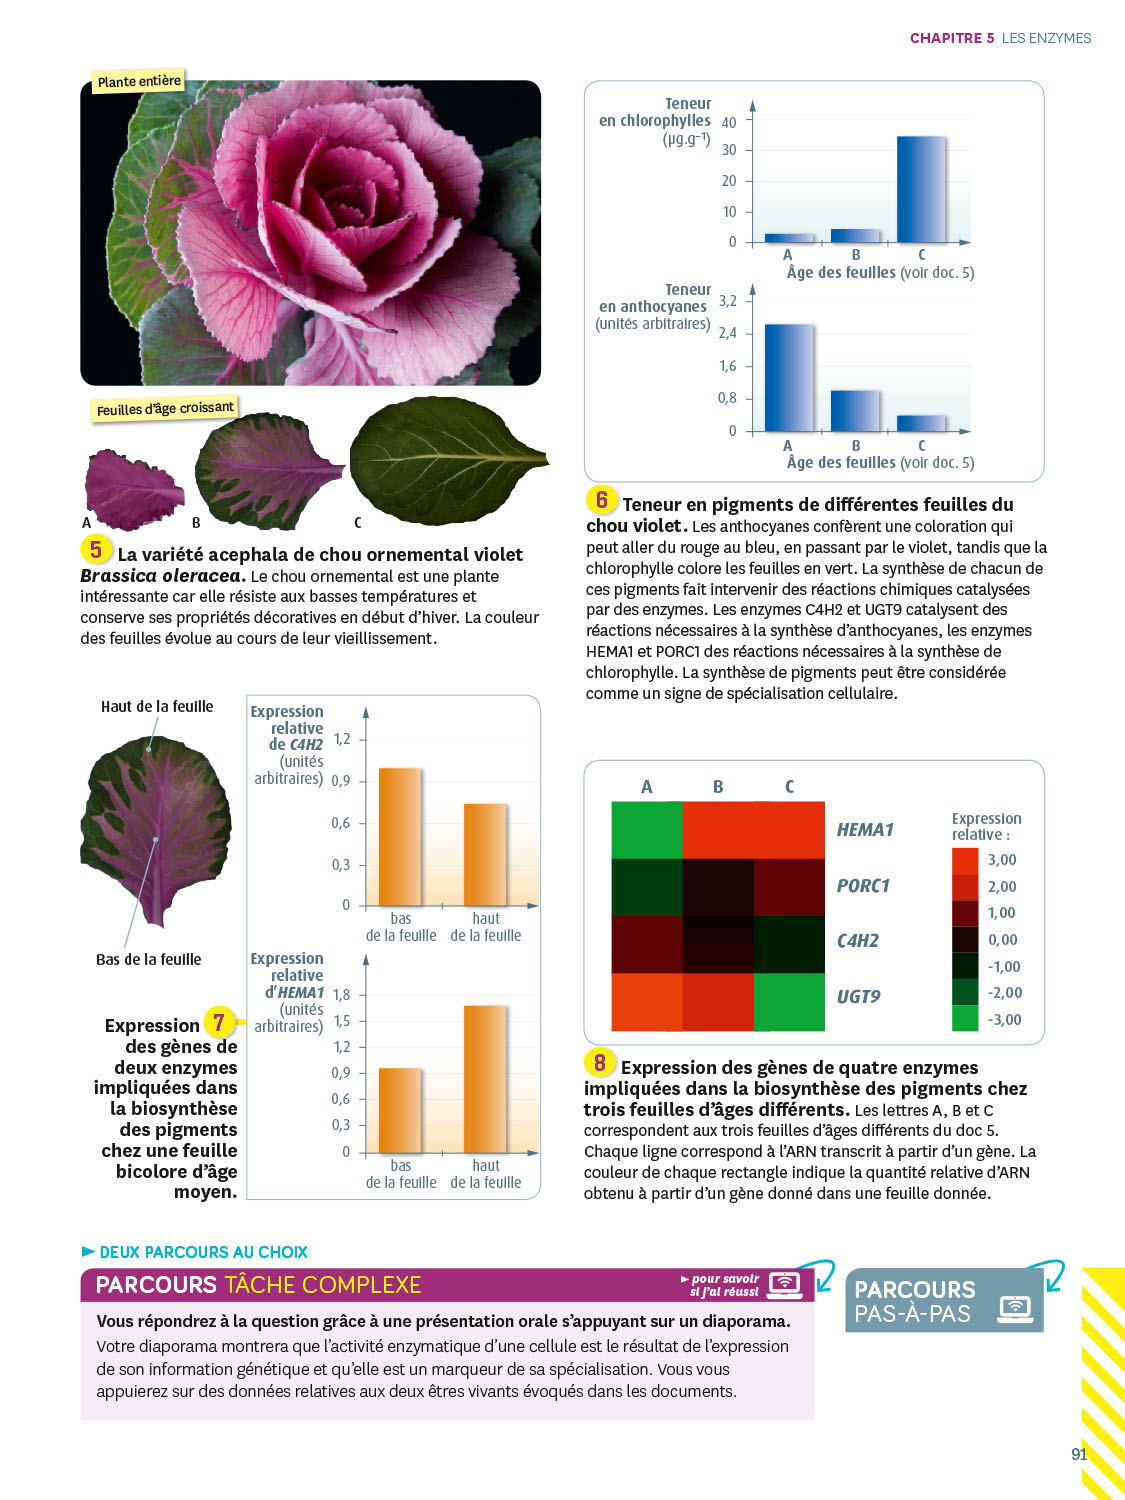 CHAPITRE 5 LES ENZYMES
Plante entière
Feuilles d'âge croissant
A
B
C
5 La variété acephala de chou ornemental violet
Brassica oleracea. Le chou ornemental est une plante
intéressante car elle résiste aux basses températures et
conserve ses propriétés décoratives en début d'hiver. La couleur
des feuilles évolue au cours de leur vieillissement.
Teneur
en chlorophylles
(µg.g⁻¹)
40
30
20
10
0
A B C
Âge des feuilles (voir doc. 5)
Teneur
en anthocyanes
(unités arbitraires)
3,2
2,4
1,6
0,8
0
A B C
Âge des feuilles (voir doc. 5)
6 Teneur en pigments de différentes feuilles du
chou violet. Les anthocyanes confèrent une coloration qui
peut aller du rouge au bleu, en passant par le violet, tandis que la
chlorophylle colore les feuilles en vert. La synthèse de chacun de
ces pigments fait intervenir des réactions chimiques catalysées
par des enzymes. Les enzymes C4H2 et UGT9 catalysent des
réactions nécessaires à la synthèse d'anthocyanes, les enzymes
HEMA1 et PORC1 des réactions nécessaires à la synthèse de
chlorophylle. La synthèse de pigments peut être considérée
comme un signe de spécialisation cellulaire.
Haut de la feuille
Bas de la feuille
Expression
relative
de C4H2
(unités
arbitraires)
1,2
0,9
0,6
0,3
0
bas haut
de la feuille de la feuille
Expression
relative
d'HEMA1
(unités
arbitraires)
1,8
1,5
1,2
0,9
0,6
0,3
0
bas haut
de la feuille de la feuille
Expression 7
des gènes de
deux enzymes
impliquées dans
la biosynthèse
des pigments
chez une feuille
bicolore d'âge
moyen.
A B C
HEMA1
PORC1
C4H2
UGT9
Expression
relative :
3,00
2,00
1,00
0,00
-1,00
-2,00
-3,00
8 Expression des gènes de quatre enzymes
impliquées dans la biosynthèse des pigments chez
trois feuilles d'âges différents. Les lettres A, B et C
correspondent aux trois feuilles d'âges différents du doc 5.
Chaque ligne correspond à l'ARN transcrit à partir d'un gène. La
couleur de chaque rectangle indique la quantité relative d'ARN
obtenu à partir d'un gène donné dans une feuille donnée.
► DEUX PARCOURS AU CHOIX
PARCOURS TÂCHE COMPLEXE
► pour savoir
si j'ai réussi
Vous répondrez à la question grâce à une présentation orale s'appuyant sur un diaporama.
Votre diaporama montrera que l'activité enzymatique d'une cellule est le résultat de l'expression
de son information génétique et qu'elle est un marqueur de sa spécialisation. Vous vous
appuierez sur des données relatives aux deux êtres vivants évoqués dans les documents.
PARCOURS
PAS-À-PAS
91